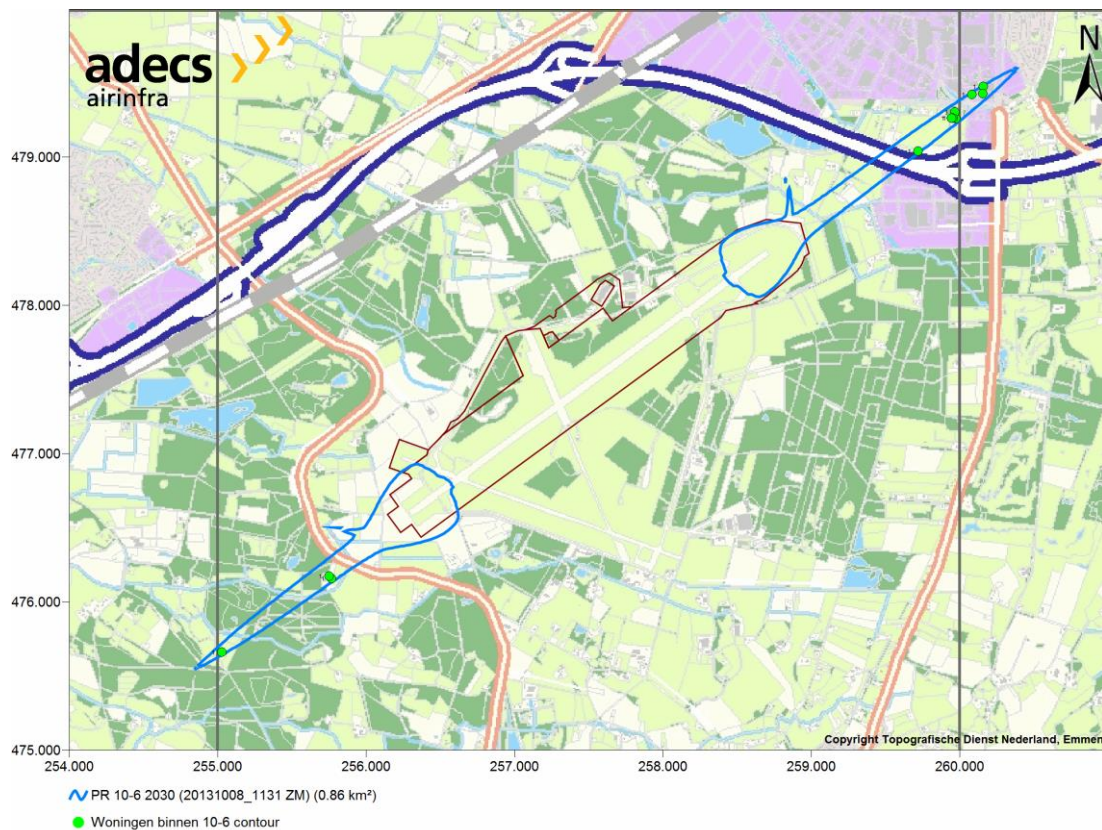 adecs
airinfra
N
479.000
478.000
477.000
476.000
475.000
Copyright Topografische Dienst Nederland, Emmen
254.000 255.000 256.000 257.000 258.000 259.000 260.000
PR 10-6 2030 (20131008_1131 ZM) (0.86 km²)
Woningen binnen 10-6 contour